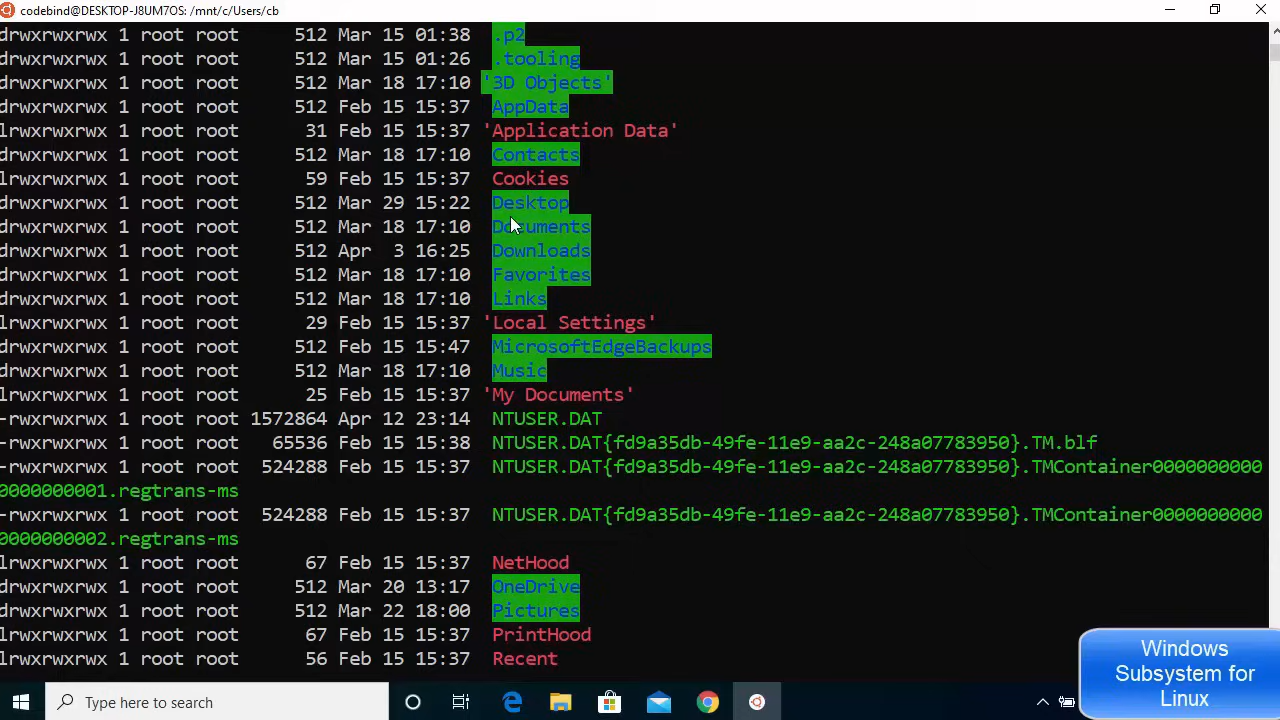 codebind@DESKTOP-J8UM7OS: /mnt/c/Users/cb
drwxrwxrwx 1 root root     512 Mar 15 01:38  .p2
drwxrwxrwx 1 root root     512 Mar 15 01:26  .tooling
drwxrwxrwx 1 root root     512 Mar 18 17:10 '3D Objects'
drwxrwxrwx 1 root root     512 Feb 15 15:37  AppData
lrwxrwxrwx 1 root root      31 Feb 15 15:37 'Application Data'
drwxrwxrwx 1 root root     512 Mar 18 17:10  Contacts
lrwxrwxrwx 1 root root      59 Feb 15 15:37  Cookies
drwxrwxrwx 1 root root     512 Mar 29 15:22  Desktop
drwxrwxrwx 1 root root     512 Mar 18 17:10  Documents
drwxrwxrwx 1 root root     512 Apr  3 16:25  Downloads
drwxrwxrwx 1 root root     512 Mar 18 17:10  Favorites
drwxrwxrwx 1 root root     512 Mar 18 17:10  Links
lrwxrwxrwx 1 root root      29 Feb 15 15:37 'Local Settings'
drwxrwxrwx 1 root root     512 Feb 15 15:47  MicrosoftEdgeBackups
drwxrwxrwx 1 root root     512 Mar 18 17:10  Music
lrwxrwxrwx 1 root root      25 Feb 15 15:37 'My Documents'
-rwxrwxrwx 1 root root 1572864 Apr 12 23:14  NTUSER.DAT
-rwxrwxrwx 1 root root   65536 Feb 15 15:38  NTUSER.DAT{fd9a35db-49fe-11e9-aa2c-248a07783950}.TM.blf
-rwxrwxrwx 1 root root  524288 Feb 15 15:37  NTUSER.DAT{fd9a35db-49fe-11e9-aa2c-248a07783950}.TMContainer0000000000
0000000001.regtrans-ms
-rwxrwxrwx 1 root root  524288 Feb 15 15:37  NTUSER.DAT{fd9a35db-49fe-11e9-aa2c-248a07783950}.TMContainer0000000000
0000000002.regtrans-ms
lrwxrwxrwx 1 root root      67 Feb 15 15:37  NetHood
drwxrwxrwx 1 root root     512 Mar 20 13:17  OneDrive
drwxrwxrwx 1 root root     512 Mar 22 18:00  Pictures
lrwxrwxrwx 1 root root      67 Feb 15 15:37  PrintHood
lrwxrwxrwx 1 root root      56 Feb 15 15:37  Recent
Windows
Subsystem for
Linux
Type here to search